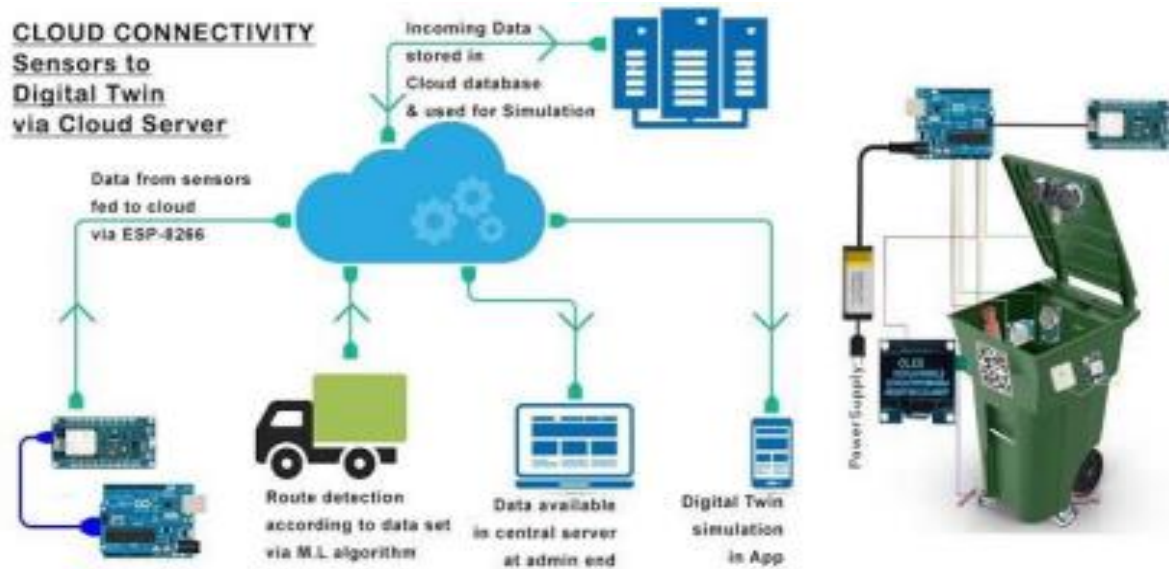 CLOUD CONNECTIVITY
Sensors to
Digital Twin
via Cloud Server
Incoming Data
stored in
Cloud database
& used for Simulation
Data from sensors
fed to cloud
via ESP-8266
Route detection
according to data set
via M.L algorithm
Data available
in central server
at admin end
Digital Twin
simulation
in App
PowerSupply
OLED